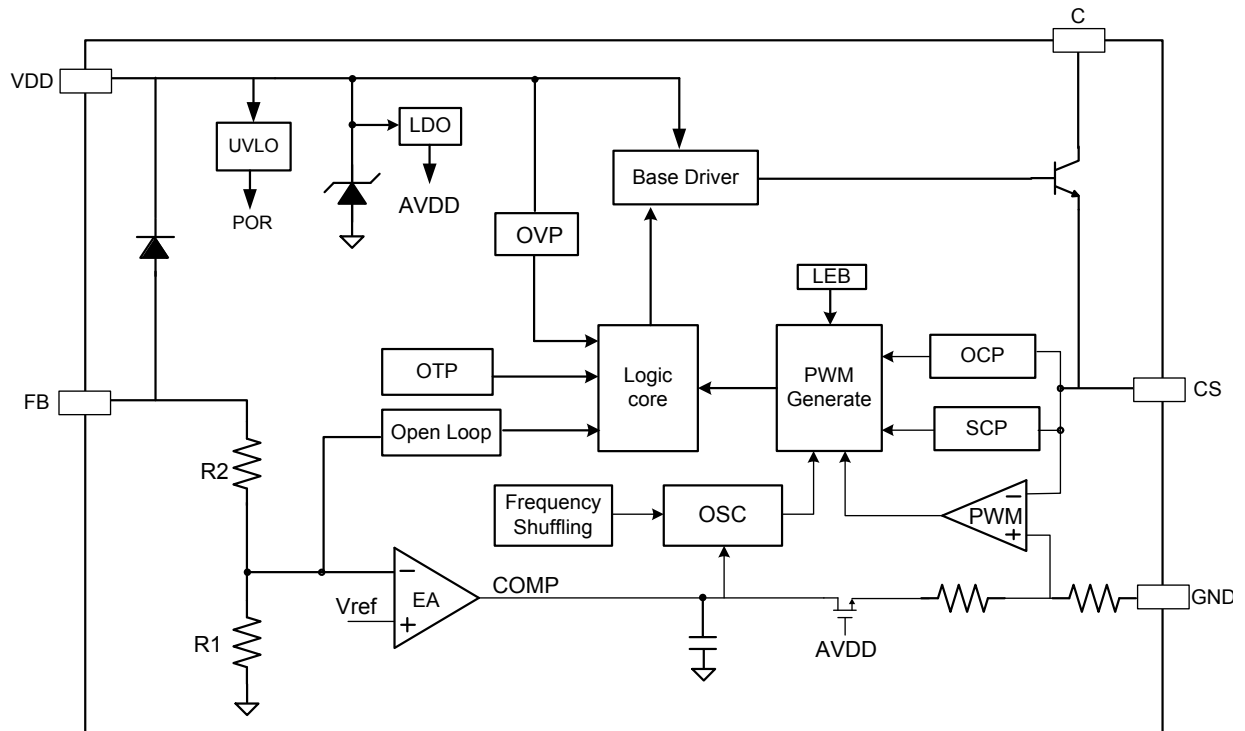 C
VDD
UVLO
LDO
Base Driver
POR
AVDD
OVP
LEB
OTP
Logic
core
PWM
Generate
OCP
FB
CS
Open Loop
SCP
R2
Frequency
Shuffling
OSC
−
PWM
+
−
EA
+
COMP
Vref
GND
R1
AVDD